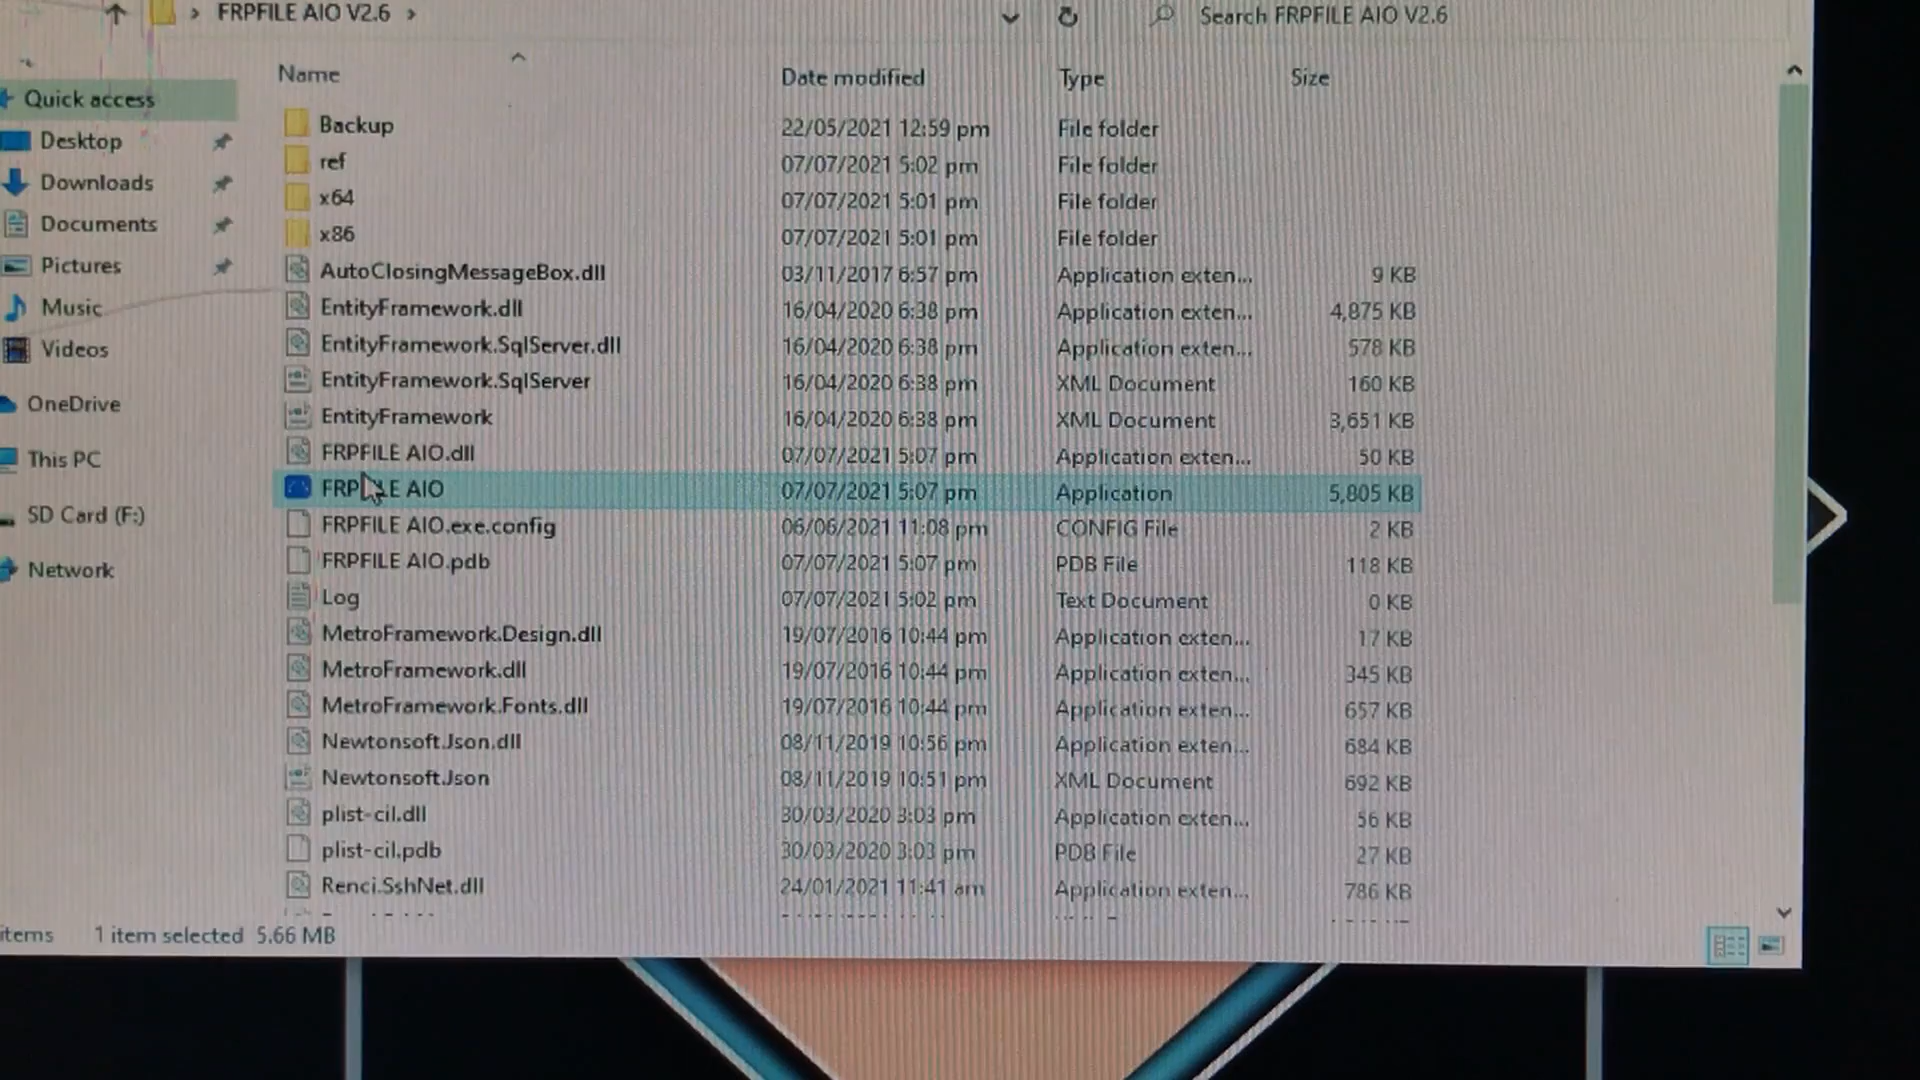 FRPFILE AIO V2.6
Search FRPFILE AIO V2.6
Name Date modified Type Size
Quick access
Desktop
Downloads
Documents
Pictures
Music
Videos
OneDrive
This PC
SD Card (F:)
Network
Backup 22/05/2021 12:59 pm File folder
ref 07/07/2021 5:02 pm File folder
x64 07/07/2021 5:01 pm File folder
x86 07/07/2021 5:01 pm File folder
AutoClosingMessageBox.dll 03/11/2017 6:57 pm Application exten... 9 KB
EntityFramework.dll 16/04/2020 6:38 pm Application exten... 4,875 KB
EntityFramework.SqlServer.dll 16/04/2020 6:38 pm Application exten... 578 KB
EntityFramework.SqlServer 16/04/2020 6:38 pm XML Document 160 KB
EntityFramework 16/04/2020 6:38 pm XML Document 3,651 KB
FRPFILE AIO.dll 07/07/2021 5:07 pm Application exten... 50 KB
FRPFILE AIO 07/07/2021 5:07 pm Application 5,805 KB
FRPFILE AIO.exe.config 06/06/2021 11:08 pm CONFIG File 2 KB
FRPFILE AIO.pdb 07/07/2021 5:07 pm PDB File 118 KB
Log 07/07/2021 5:02 pm Text Document 0 KB
MetroFramework.Design.dll 19/07/2016 10:44 pm Application exten... 17 KB
MetroFramework.dll 19/07/2016 10:44 pm Application exten... 345 KB
MetroFramework.Fonts.dll 19/07/2016 10:44 pm Application exten... 657 KB
Newtonsoft.Json.dll 08/11/2019 10:56 pm Application exten... 684 KB
Newtonsoft.Json 08/11/2019 10:51 pm XML Document 692 KB
plist-cil.dll 30/03/2020 3:03 pm Application exten... 56 KB
plist-cil.pdb 30/03/2020 3:03 pm PDB File 27 KB
Renci.SshNet.dll 24/01/2021 11:41 am Application exten... 786 KB
items 1 item selected 5.66 MB